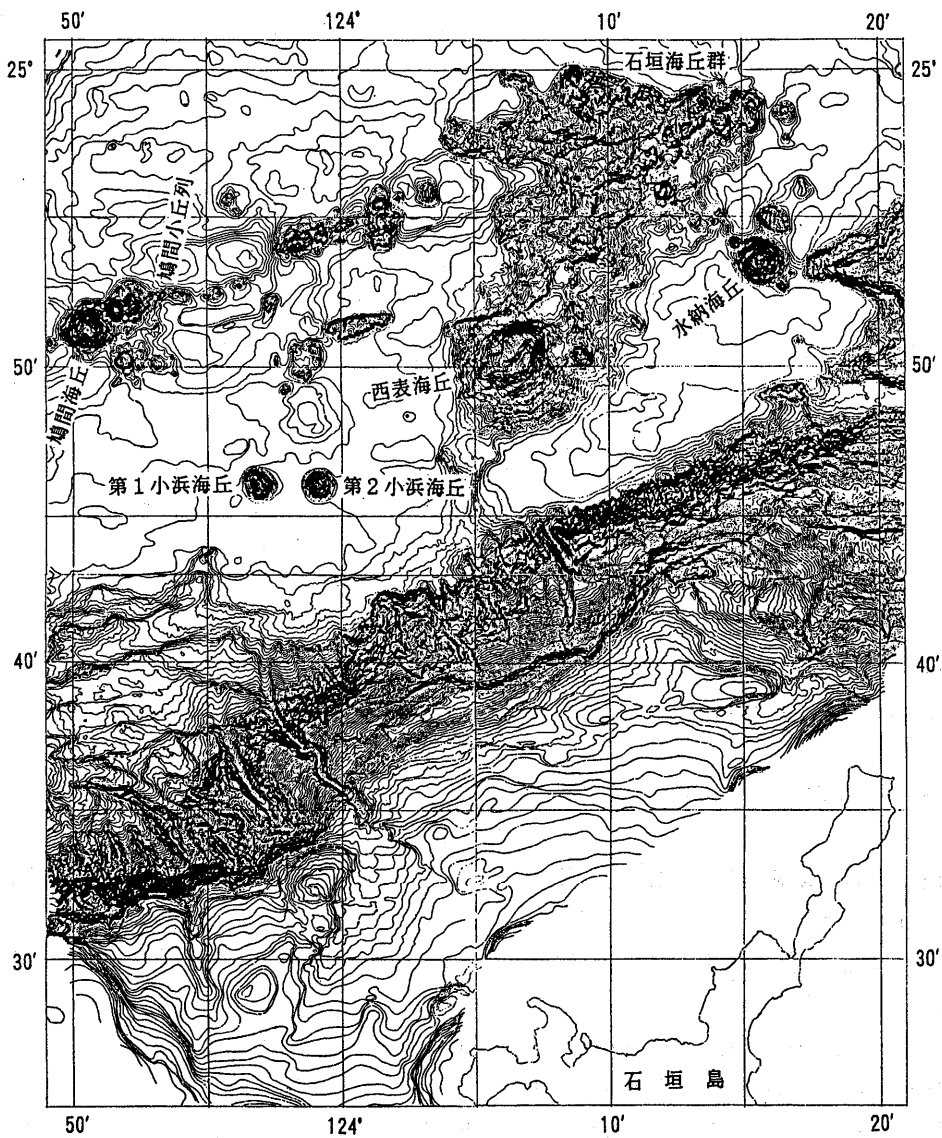 50′ 124° 10′ 20′
石垣海丘群
25° 25°
鳩間小丘列
水納海丘
50′ 50′
西表海丘
鳩間海丘
第1小浜海丘 第2小浜海丘
40′ 40′
30′ 30′
石垣島
50′ 124° 10′ 20′